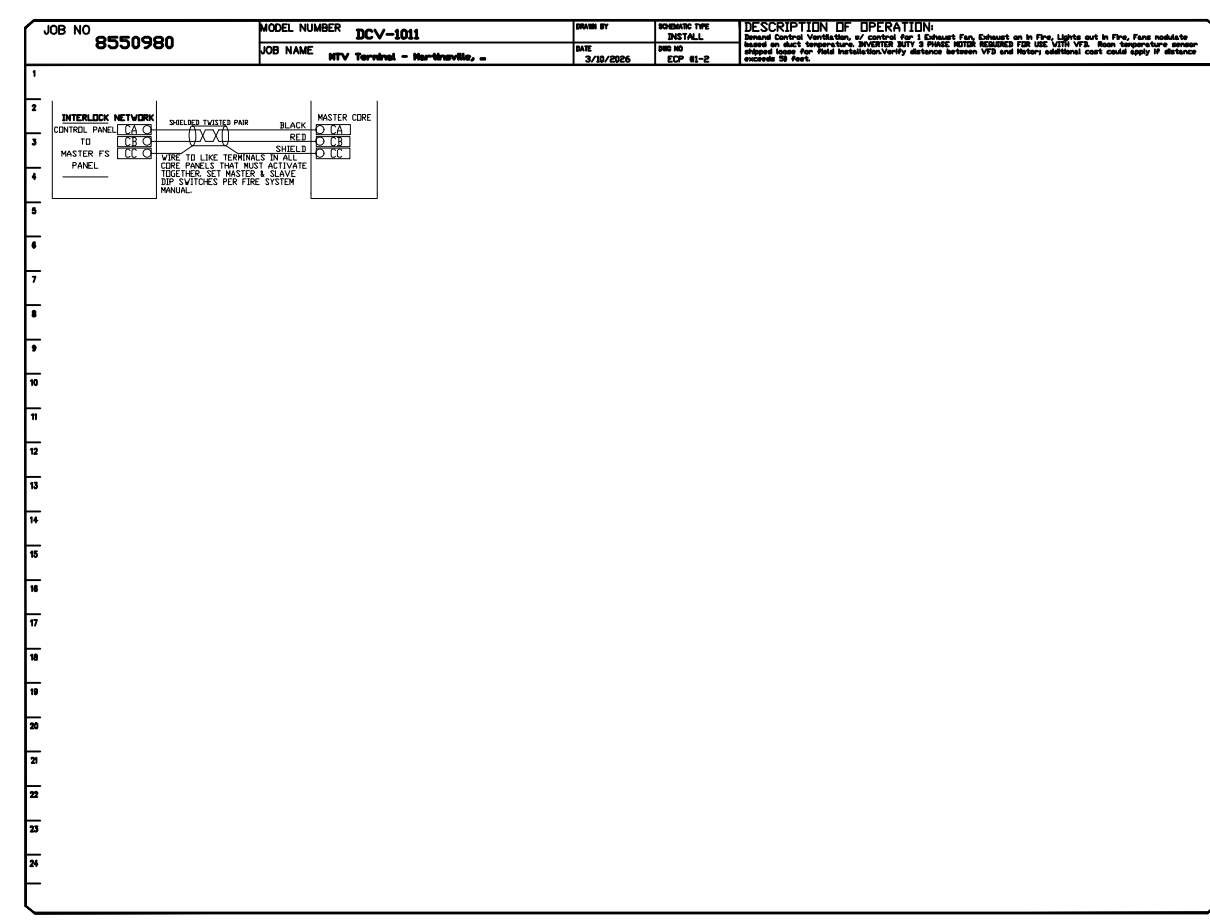 JOB NO
8550980
MODEL NUMBER DCV-1011
JOB NAME MTV Terminal - Martinsville, -
DRAWN BY
DATE
3/10/2026
SCHEMATIC TYPE
INSTALL
DWG NO
ECP #1-2
DESCRIPTION OF OPERATION:
Demand Control Ventilation, w/ control for 1 Exhaust Fan, Exhaust on in Fire, Lights out in Fire, Fans modulate
based on duct temperature. INVERTER DUTY 3 PHASE MOTOR REQUIRED FOR USE WITH VFD. Room temperature sensor
shipped loose for field installation.Verify distance between VFD and Motor; additional cost could apply if distance
exceeds 50 feet.
1
2
3
4
5
6
7
8
9
10
11
12
13
14
15
16
17
18
19
20
21
22
23
24
INTERLOCK NETWORK
CONTROL PANEL
TO
MASTER FS
PANEL
CA
CB
CC
SHIELDED TWISTED PAIR
BLACK
RED
SHIELD
WIRE TO LIKE TERMINALS IN ALL
CORE PANELS THAT MUST ACTIVATE
TOGETHER. SET MASTER & SLAVE
DIP SWITCHES PER FIRE SYSTEM
MANUAL.
MASTER CORE
CA
CB
CC